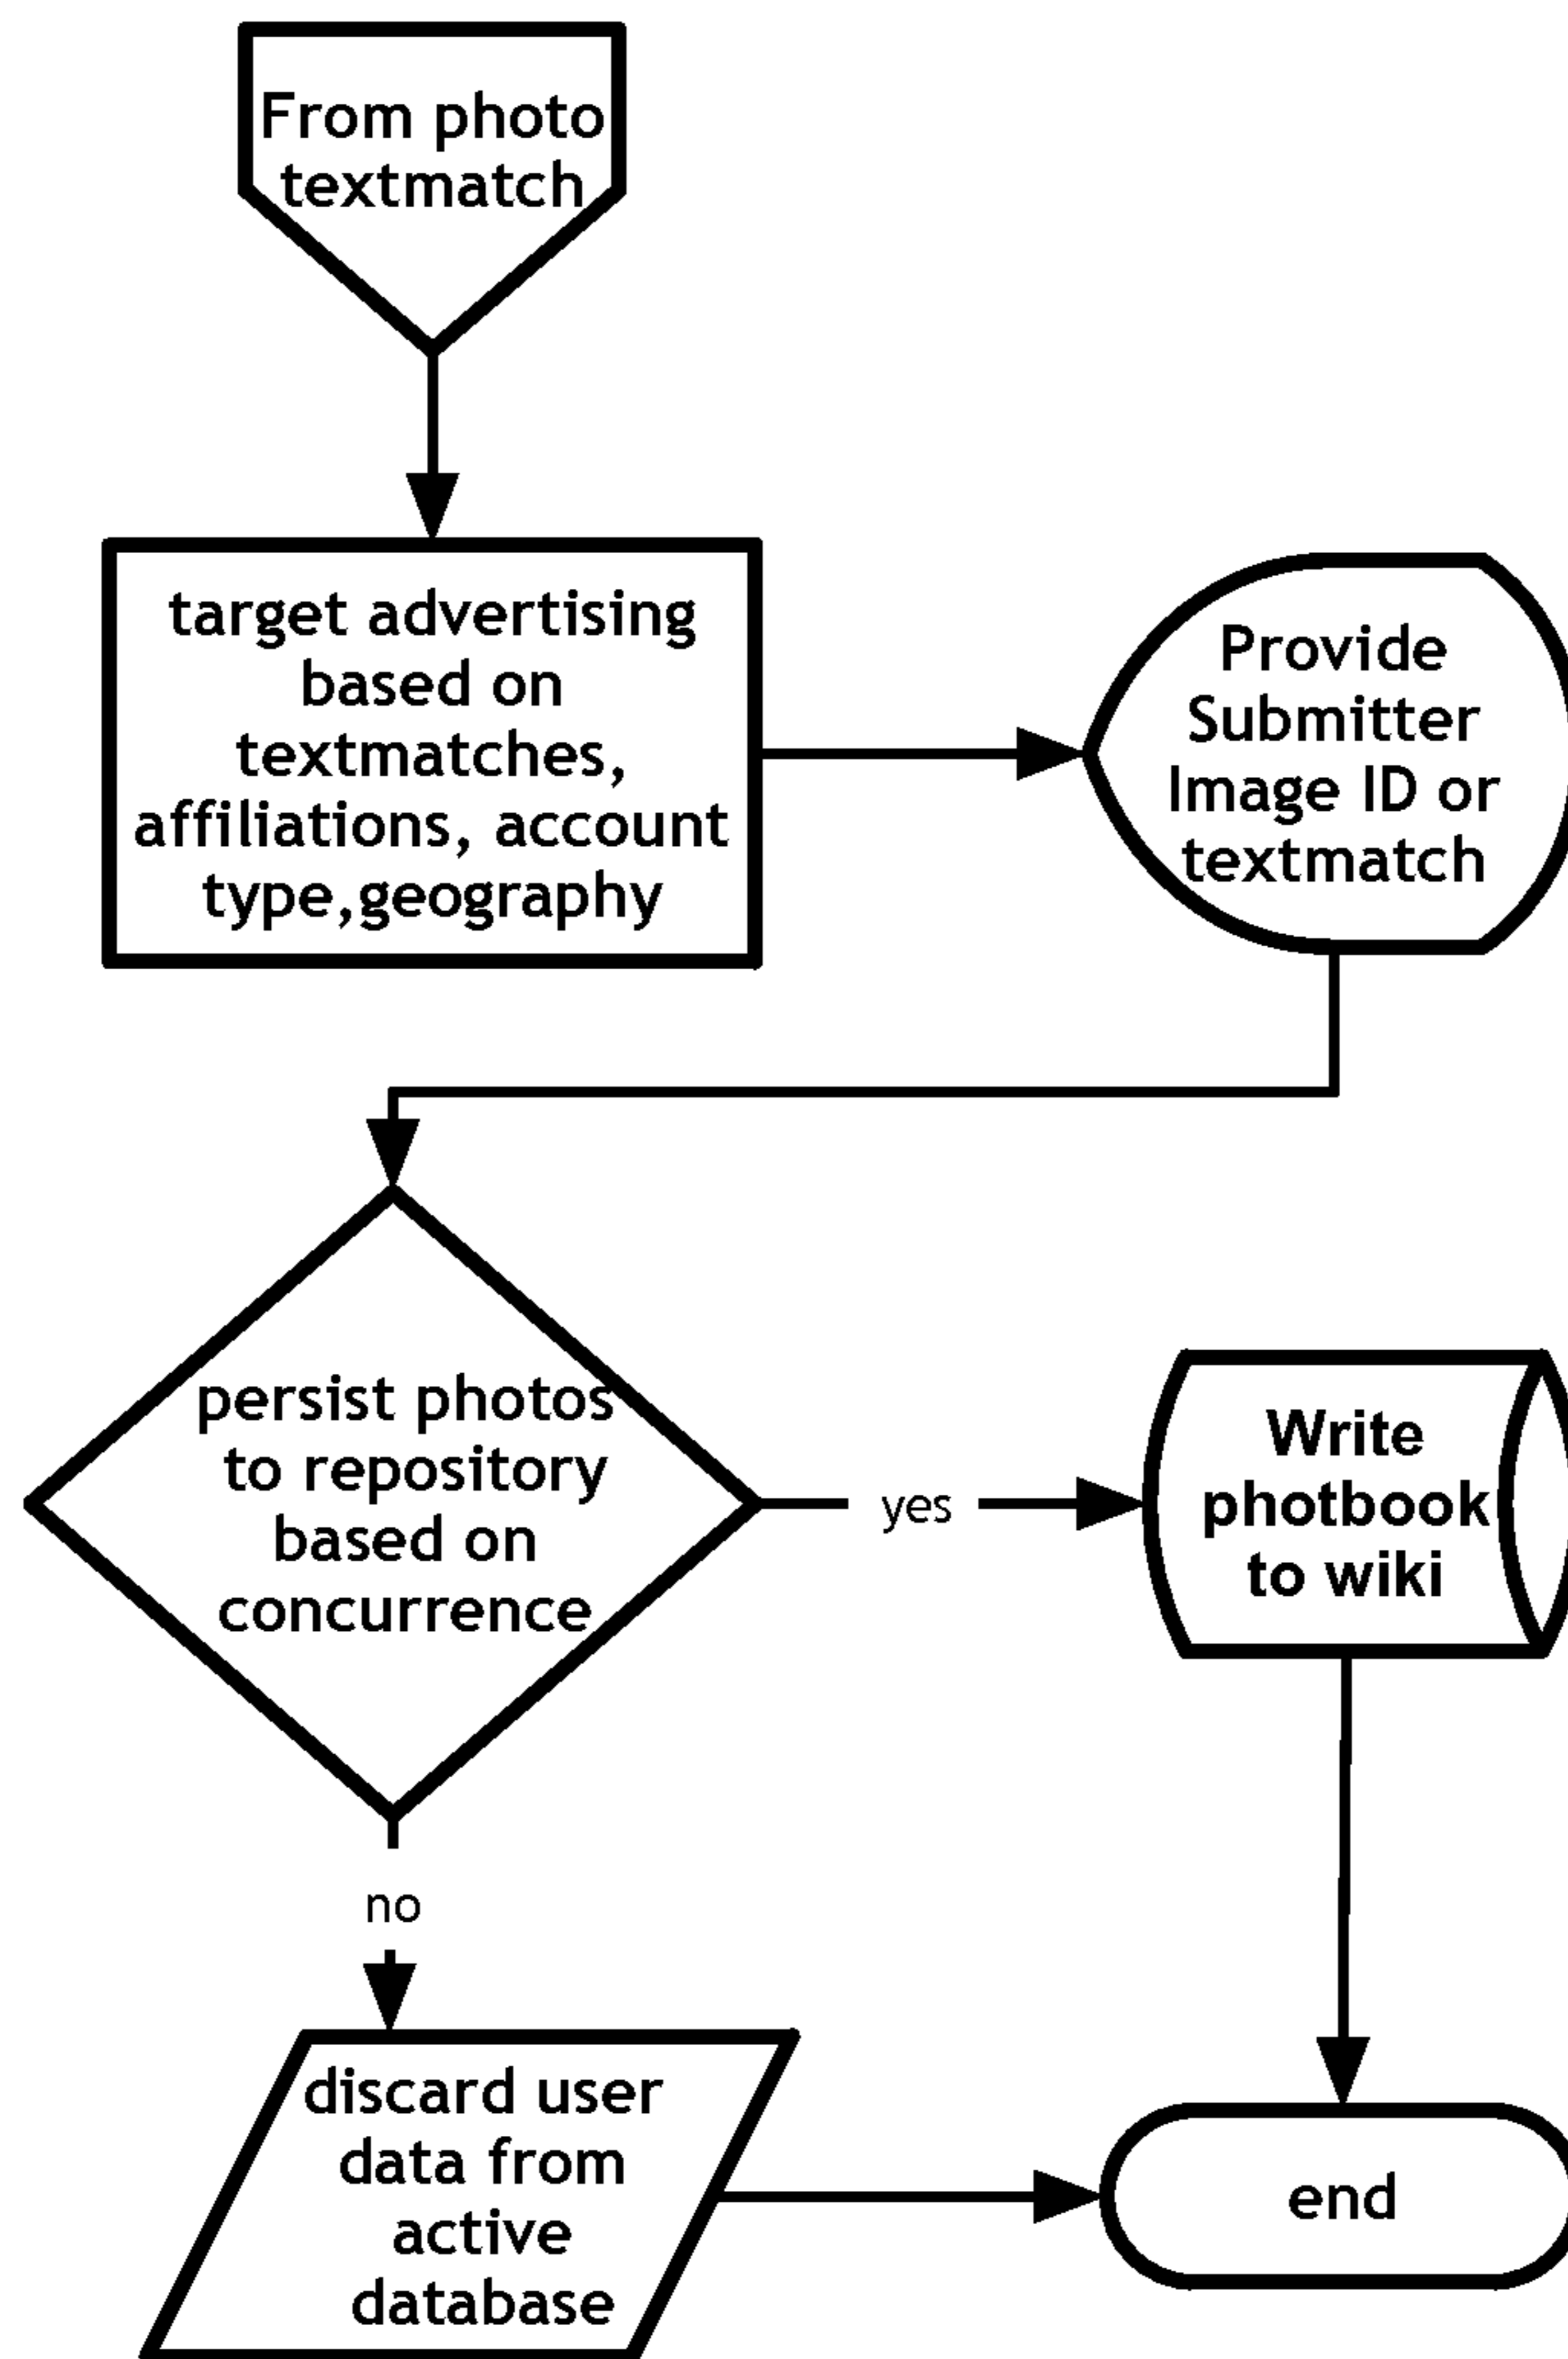 From photo
textmatch
target advertising
based on
textmatches,
affiliations, account
type,geography
Provide
Submitter
Image ID or
textmatch
persist photos
to repository
based on
concurrence
yes
Write
photbook
to wiki
no
discard user
data from
active
database
end